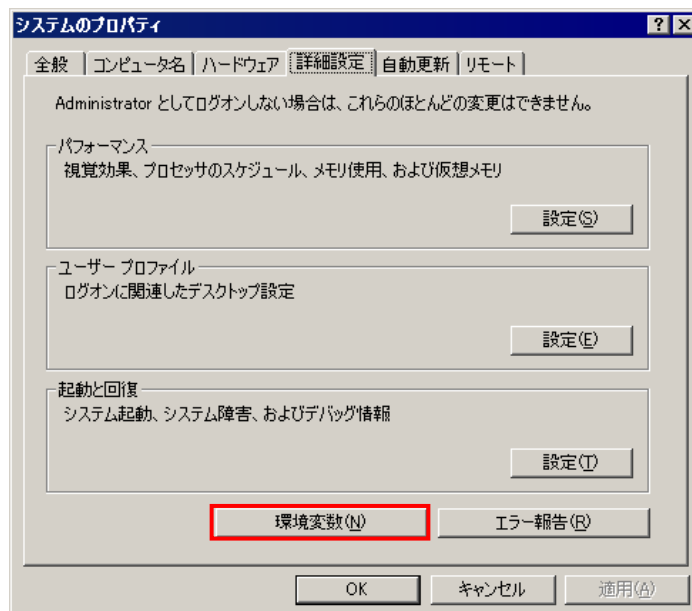 システムのプロパティ
全般 コンピュータ名 ハードウェア 詳細設定 自動更新 リモート
Administrator としてログオンしない場合は、これらのほとんどの変更はできません。
パフォーマンス
視覚効果、プロセッサのスケジュール、メモリ使用、および仮想メモリ
設定(S)
ユーザー プロファイル
ログオンに関連したデスクトップ設定
設定(E)
起動と回復
システム起動、システム障害、およびデバッグ情報
設定(T)
環境変数(N) エラー報告(R)
OK キャンセル 適用(A)